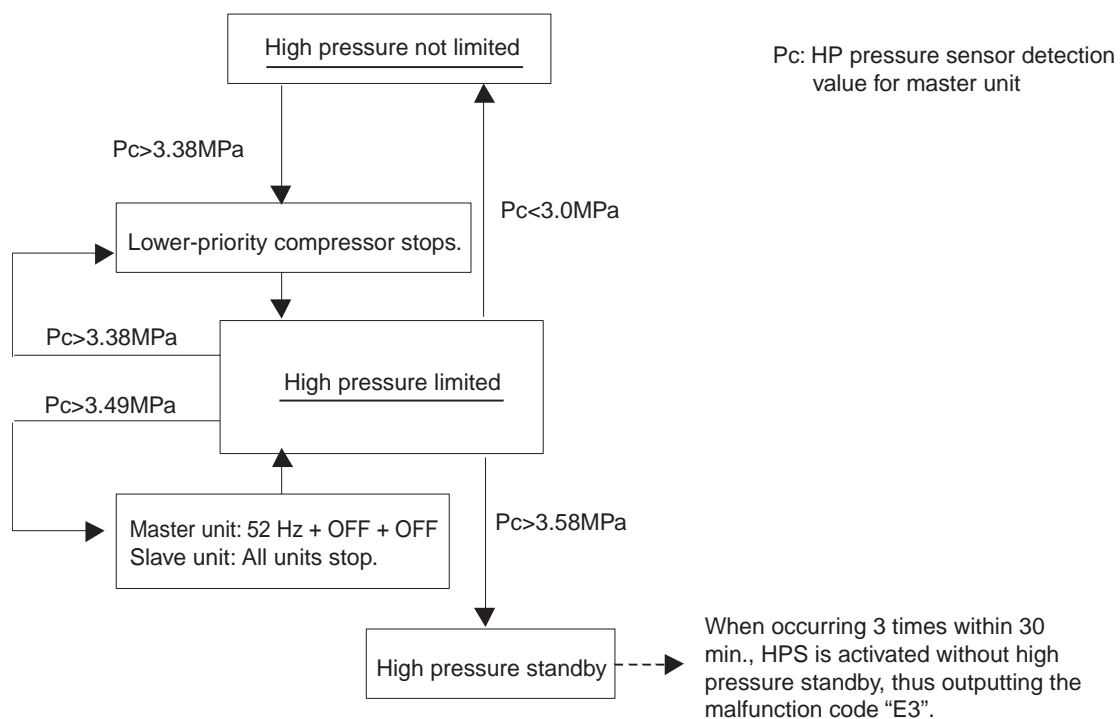 High pressure not limited
Pc: HP pressure sensor detection
value for master unit
Pc>3.38MPa
Pc<3.0MPa
Lower-priority compressor stops.
Pc>3.38MPa
High pressure limited
Pc>3.49MPa
Master unit: 52 Hz + OFF + OFF
Slave unit: All units stop.
Pc>3.58MPa
High pressure standby
When occurring 3 times within 30
min., HPS is activated without high
pressure standby, thus outputting the
malfunction code “E3”.